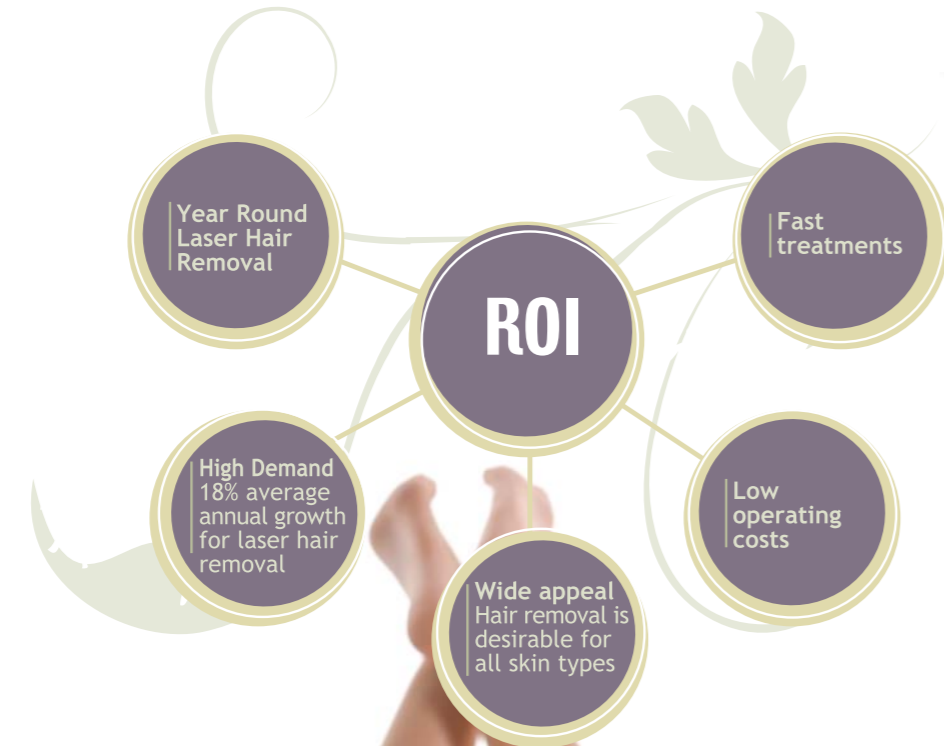 Year Round
Laser Hair
Removal
Fast
treatments
ROI
High Demand
18% average
annual growth
for laser hair
removal
Low
operating
costs
Wide appeal
Hair removal is
desirable for
all skin types